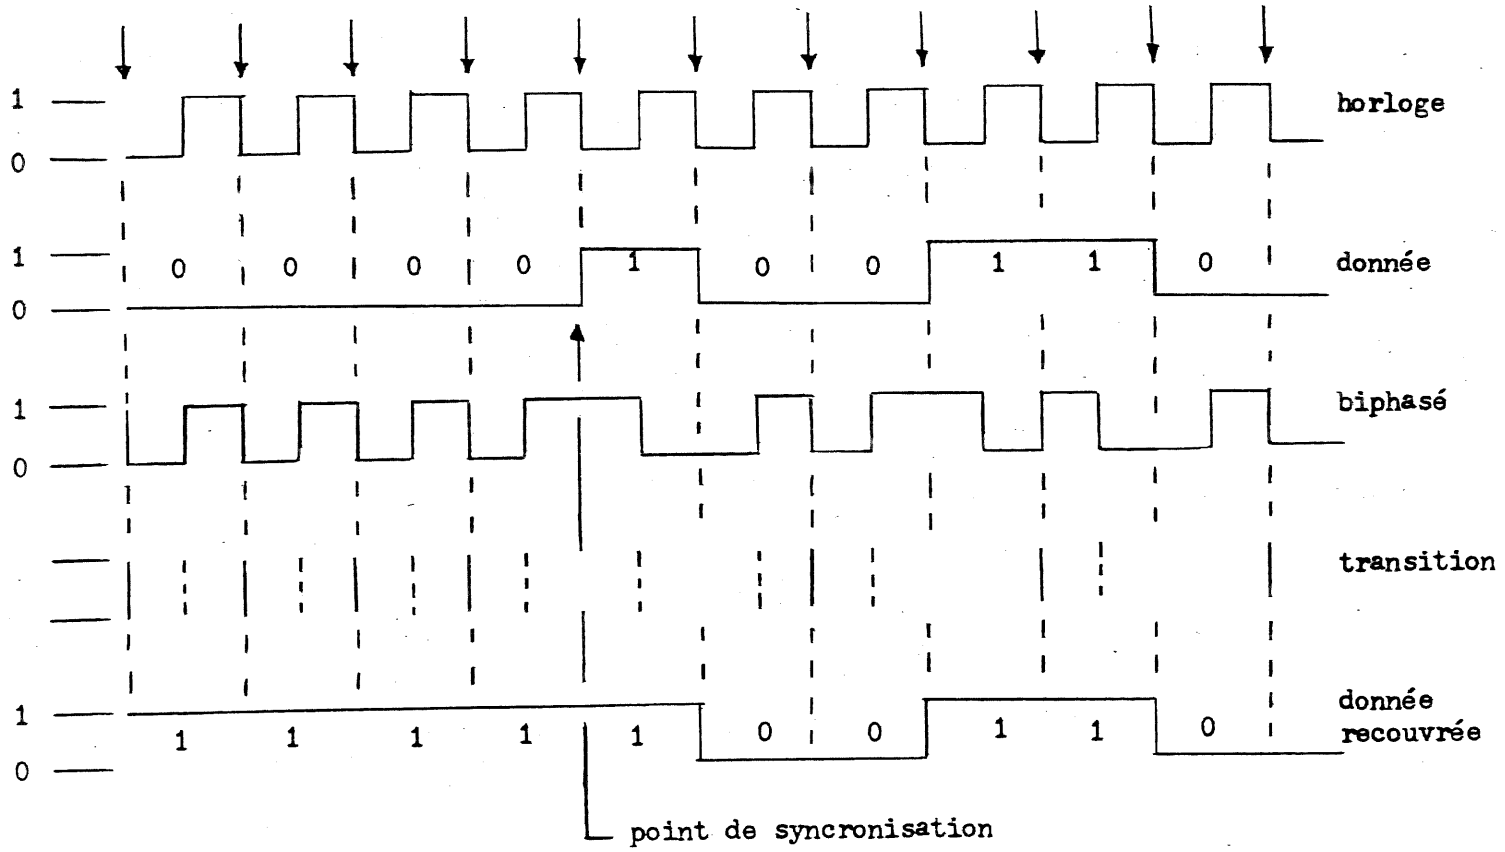 1
horloge
0
1
0 0 0 0 1 0 0 1 1 0
donnée
0
1
biphasé
0
transition
donnée
1
recouvrée
1 1 1 1 1 0 0 1 1 0
0
point de syncronisation